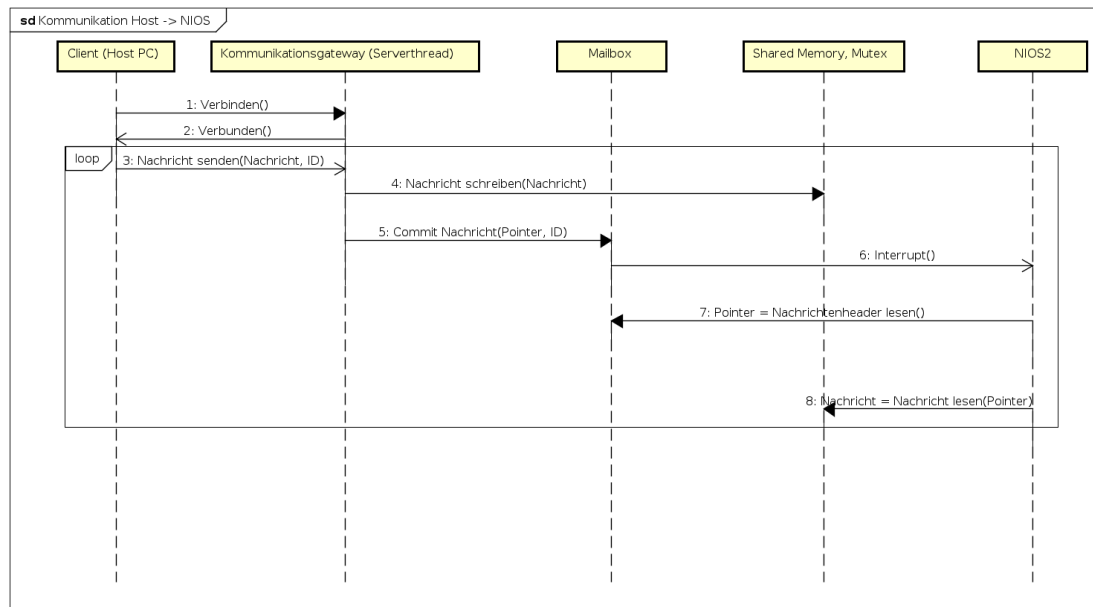 sd Kommunikation Host -> NIOS
Client (Host PC)
Kommunikationsgateway (Serverthread)
Mailbox
Shared Memory, Mutex
NIOS2
1: Verbinden()
2: Verbunden()
loop
3: Nachricht senden(Nachricht, ID)
4: Nachricht schreiben(Nachricht)
5: Commit Nachricht(Pointer, ID)
6: Interrupt()
7: Pointer = Nachrichtenheader lesen()
8: Nachricht = Nachricht lesen(Pointer)